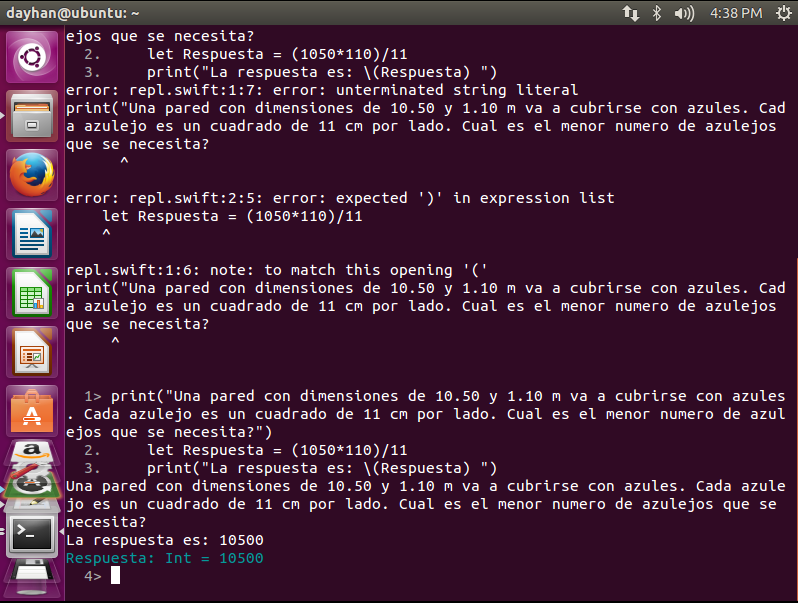 dayhan@ubuntu: ~
4:38 PM
ejos que se necesita?
  2.     let Respuesta = (1050*110)/11
  3.     print("La respuesta es: \(Respuesta) ")
error: repl.swift:1:7: error: unterminated string literal
print("Una pared con dimensiones de 10.50 y 1.10 m va a cubrirse con azules. Cad
a azulejo es un cuadrado de 11 cm por lado. Cual es el menor numero de azulejos
que se necesita?
      ^
error: repl.swift:2:5: error: expected ')' in expression list
    let Respuesta = (1050*110)/11
    ^
repl.swift:1:6: note: to match this opening '('
print("Una pared con dimensiones de 10.50 y 1.10 m va a cubrirse con azules. Cad
a azulejo es un cuadrado de 11 cm por lado. Cual es el menor numero de azulejos
que se necesita?
     ^
  1> print("Una pared con dimensiones de 10.50 y 1.10 m va a cubrirse con azules
. Cada azulejo es un cuadrado de 11 cm por lado. Cual es el menor numero de azul
ejos que se necesita?")
  2.     let Respuesta = (1050*110)/11
  3.     print("La respuesta es: \(Respuesta) ")
Una pared con dimensiones de 10.50 y 1.10 m va a cubrirse con azules. Cada azule
jo es un cuadrado de 11 cm por lado. Cual es el menor numero de azulejos que se
necesita?
La respuesta es: 10500
Respuesta: Int = 10500
  4>